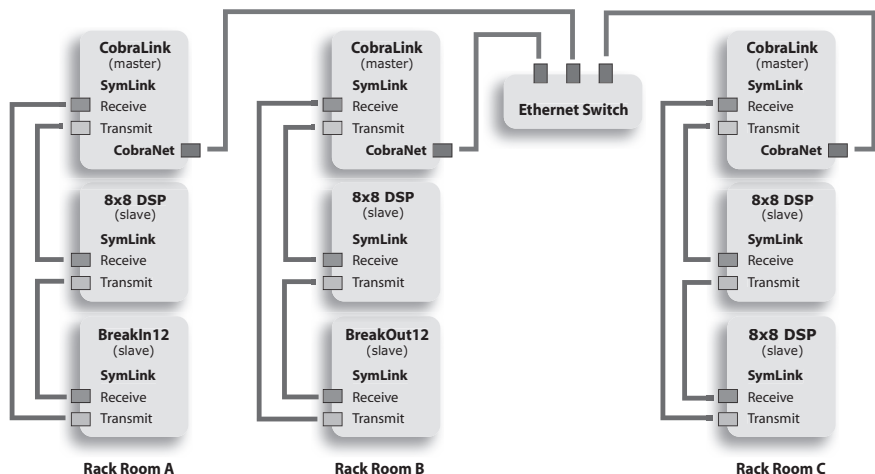 CobraLink
(master)
SymLink
Receive
Transmit
CobraNet
8x8 DSP
(slave)
SymLink
Receive
Transmit
BreakIn12
(slave)
SymLink
Receive
Transmit
Rack Room A
CobraLink
(master)
SymLink
Receive
Transmit
CobraNet
8x8 DSP
(slave)
SymLink
Receive
Transmit
BreakOut12
(slave)
SymLink
Receive
Transmit
Rack Room B
Ethernet Switch
CobraLink
(master)
SymLink
Receive
Transmit
CobraNet
8x8 DSP
(slave)
SymLink
Receive
Transmit
8x8 DSP
(slave)
SymLink
Receive
Transmit
Rack Room C